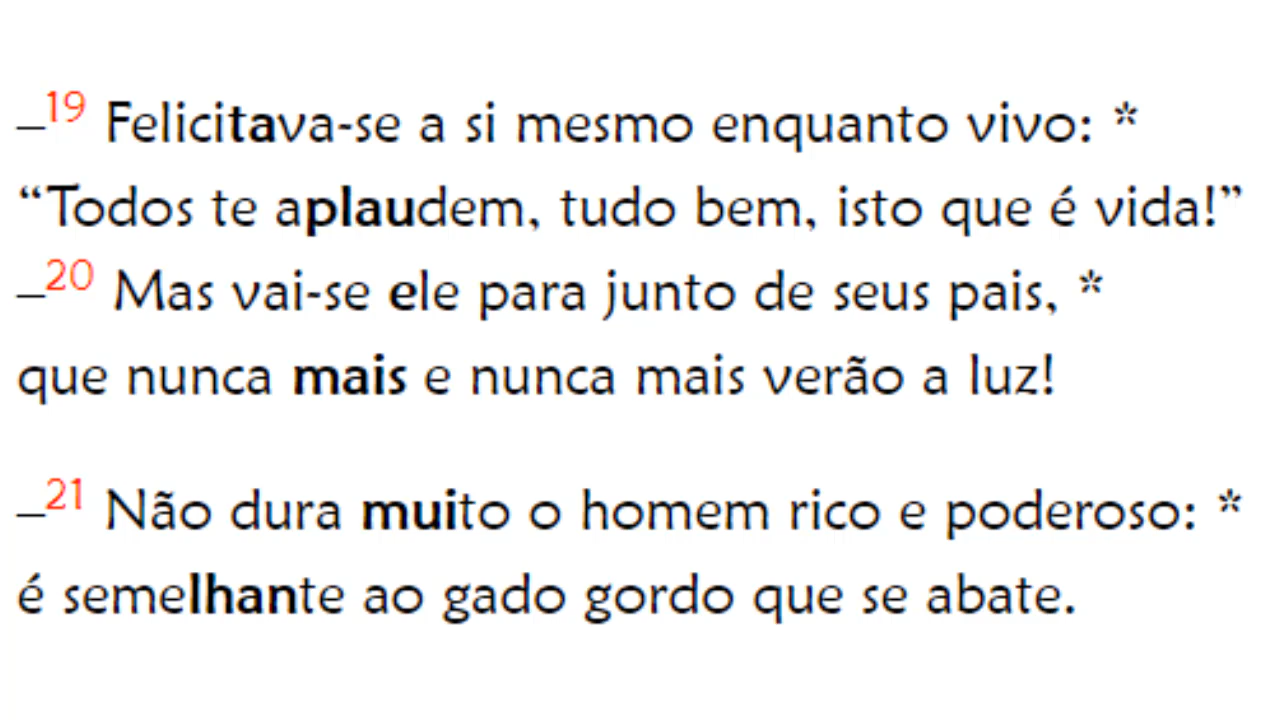 –19 Felicitava-se a si mesmo enquanto vivo: *
“Todos te aplaudem, tudo bem, isto que é vida!”
–20 Mas vai-se ele para junto de seus pais, *
que nunca mais e nunca mais verão a luz!
–21 Não dura muito o homem rico e poderoso: *
é semelhante ao gado gordo que se abate.